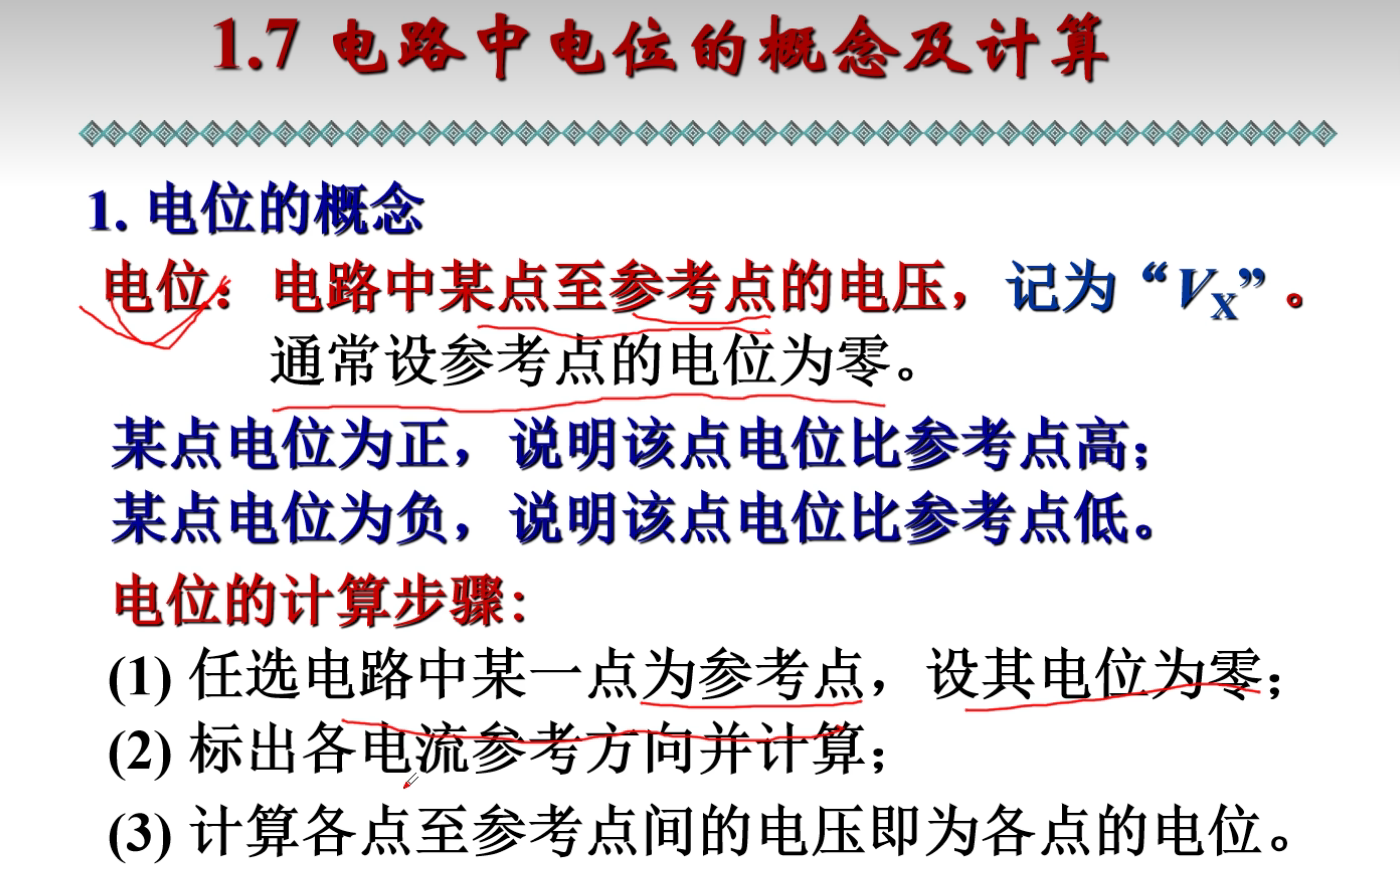 1.7 电路中电位的概念及计算
1. 电位的概念
电位：电路中某点至参考点的电压，记为“VX”。
通常设参考点的电位为零。
某点电位为正，说明该点电位比参考点高；
某点电位为负，说明该点电位比参考点低。
电位的计算步骤:
(1) 任选电路中某一点为参考点，设其电位为零；
(2) 标出各电流参考方向并计算；
(3) 计算各点至参考点间的电压即为各点的电位。